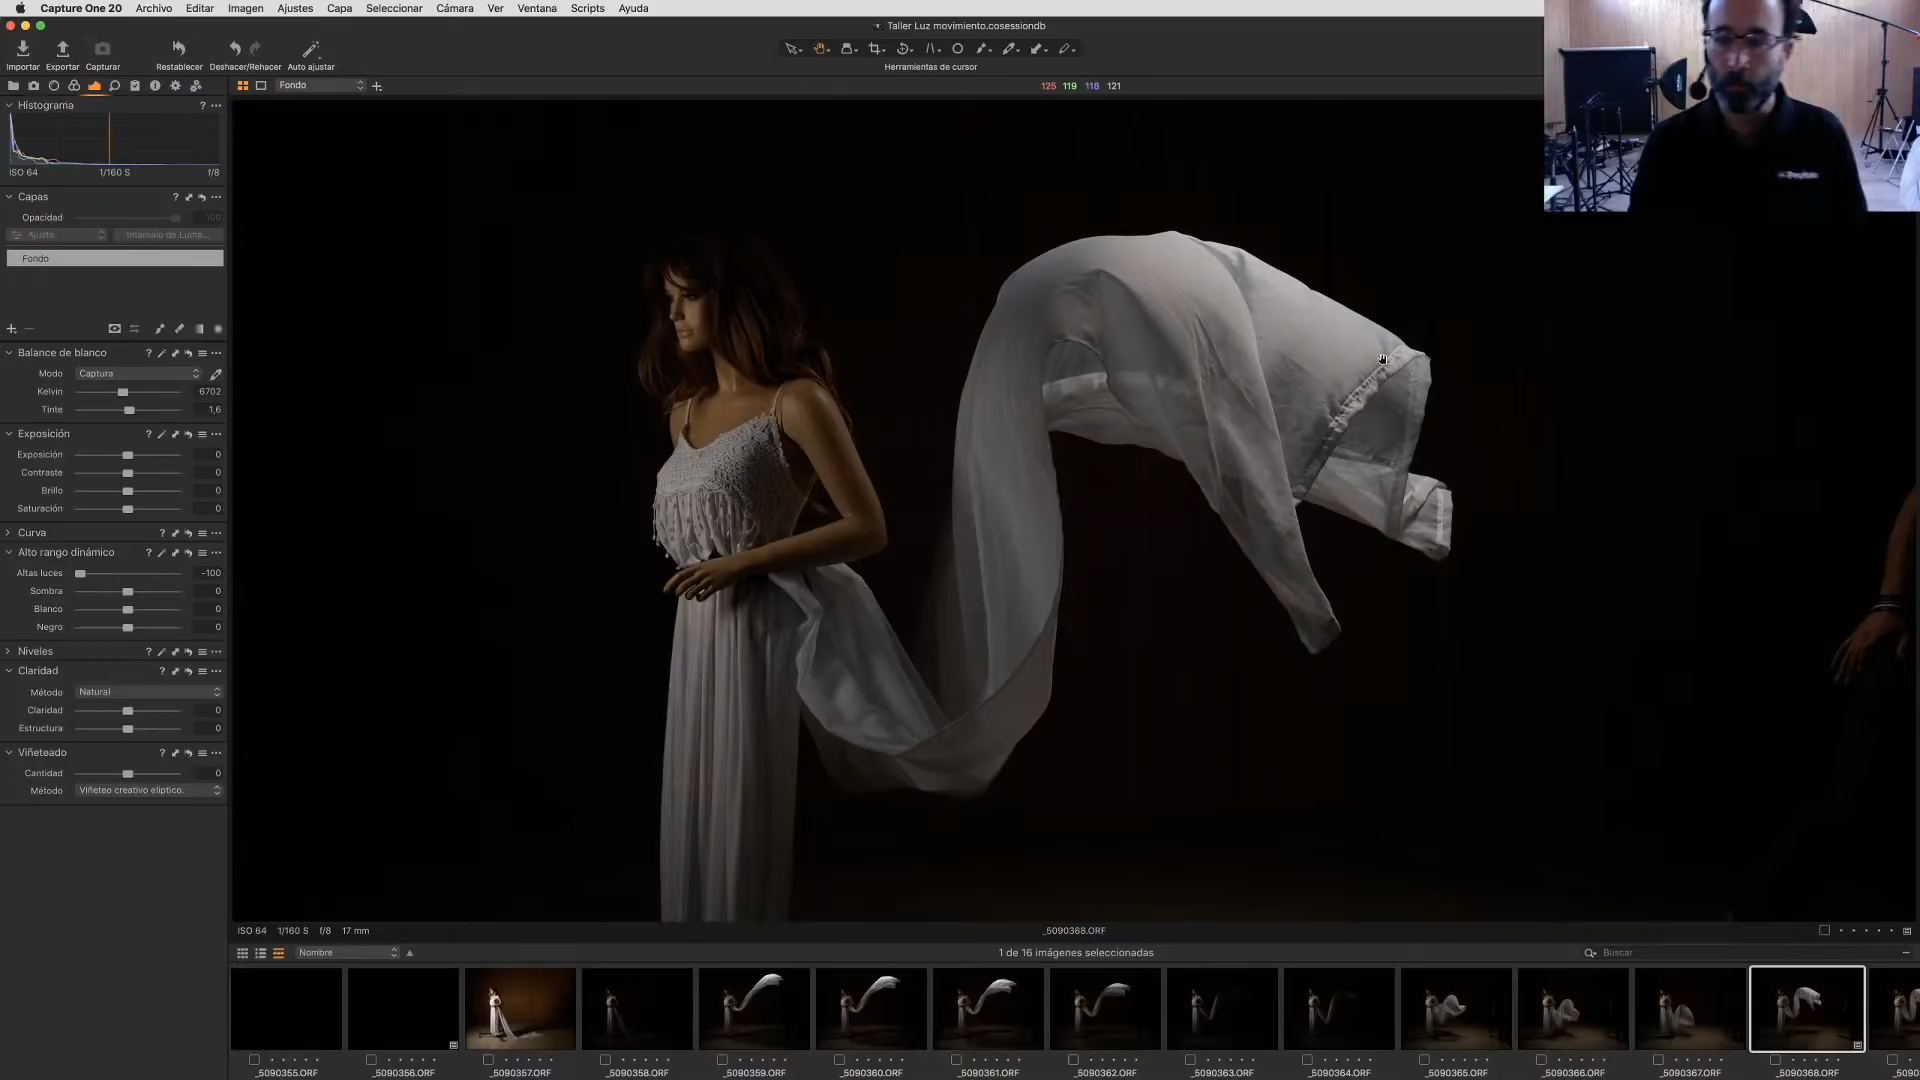 Capture One 20 Archivo Editar Imagen Ajustes Capa Seleccionar Cámara Ver Ventana Scripts Ayuda
Taller Luz movimiento.cosessiondb
Importar Exportar Capturar Restablecer Deshacer/Rehacer Auto ajustar Herramientas de cursor
Fondo
125 119 118 121
Histograma
ISO 64 1/160 S f/8
Capas
Opacidad 100
Ajuste Intervalo de Luma...
Fondo
Balance de blanco
Modo Captura
Kelvin 6702
Tinte 1,6
Exposición
Exposición 0
Contraste 0
Brillo 0
Saturación 0
Curva
Alto rango dinámico
Altas luces -100
Sombra 0
Blanco 0
Negro 0
Niveles
Claridad
Método Natural
Claridad 0
Estructura 0
Viñeteado
Cantidad 0
Método Viñeteo creativo elíptico.
ISO 64 1/160 S f/8 17 mm
_5090368.ORF
Nombre
1 de 16 imágenes seleccionadas
Buscar
_5090355.ORF _5090356.ORF _5090357.ORF _5090358.ORF _5090359.ORF _5090360.ORF _5090361.ORF _5090362.ORF _5090363.ORF _5090364.ORF _5090365.ORF _5090366.ORF _5090367.ORF _5090368.ORF _5090